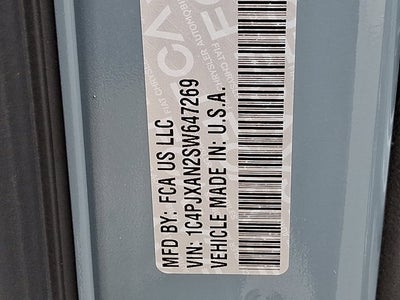 MFD BY: FCA US LLC
VIN: 1C4PJXAN2SW647269
VEHICLE MADE IN: U.S.A.